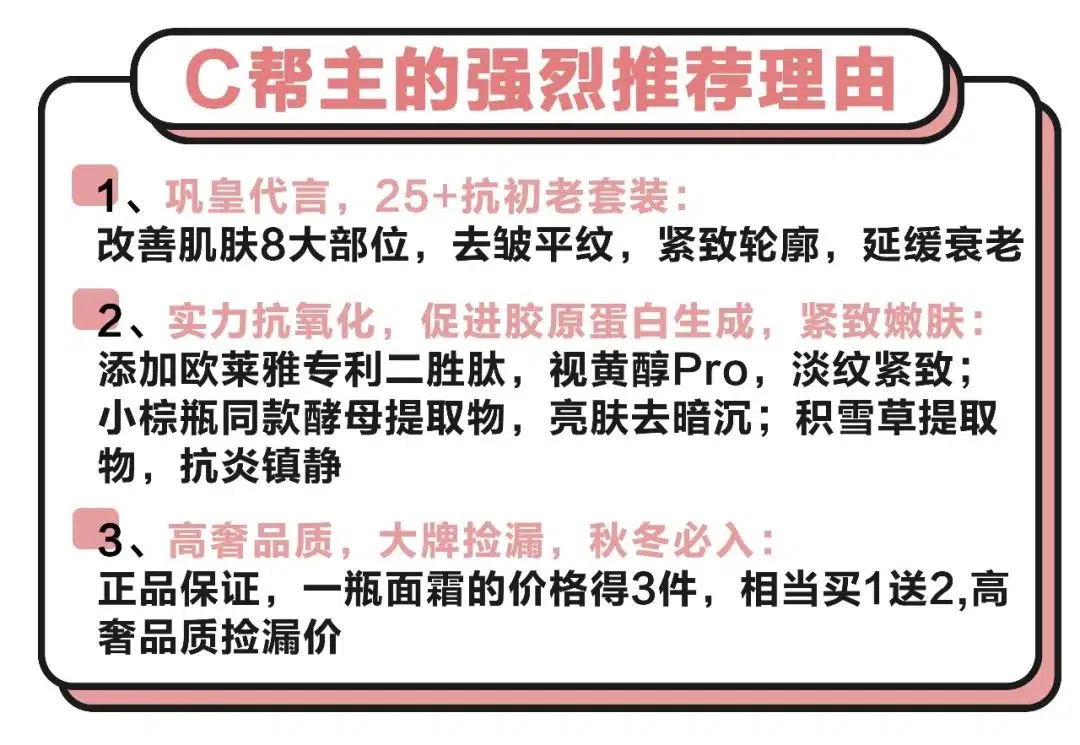 C帮主的强烈推荐理由
1、巩皇代言，25+抗初老套装：
改善肌肤8大部位，去皱平纹，紧致轮廓，延缓衰老
2、实力抗氧化，促进胶原蛋白生成，紧致嫩肤：
添加欧莱雅专利二胜肽，视黄醇Pro，淡纹紧致；
小棕瓶同款酵母提取物，亮肤去暗沉；积雪草提取
物，抗炎镇静
3、高奢品质，大牌捡漏，秋冬必入：
正品保证，一瓶面霜的价格得3件，相当买1送2,高
奢品质捡漏价